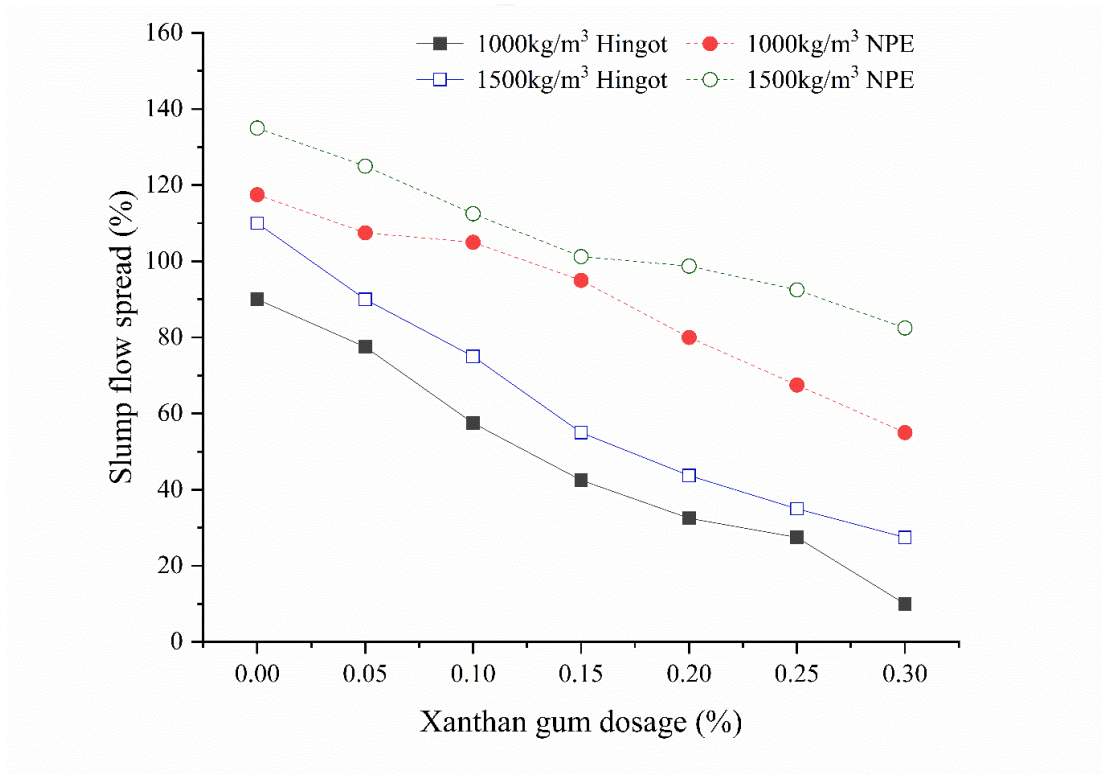 1000kg/m³ Hingot
1000kg/m³ NPE
1500kg/m³ Hingot
1500kg/m³ NPE
Slump flow spread (%)
160
140
120
100
80
60
40
20
0
0.00 0.05 0.10 0.15 0.20 0.25 0.30
Xanthan gum dosage (%)